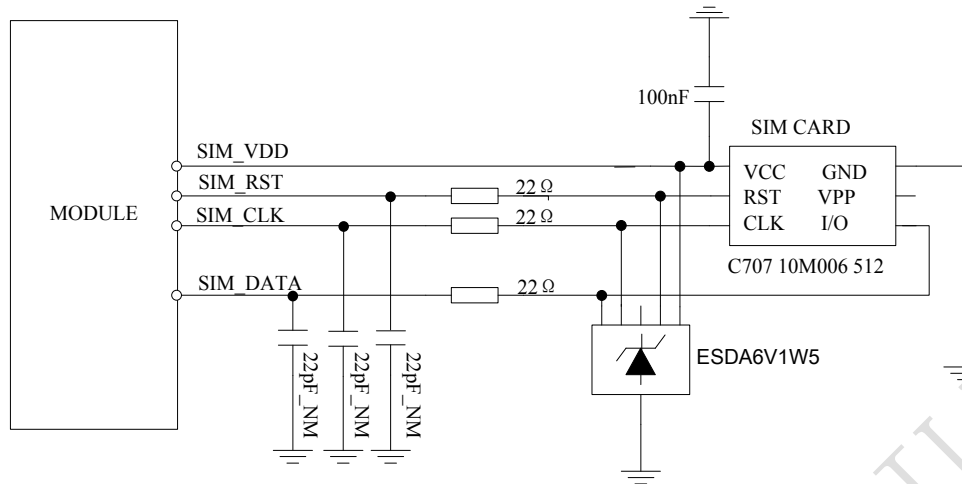 100nF
SIM CARD
SIM_VDD
VCC GND
SIM_RST
22Ω
RST VPP
MODULE
SIM_CLK
22Ω
CLK I/O
C707 10M006 512
SIM_DATA
22Ω
ESDA6V1W5
22pF_NM
22pF_NM
22pF_NM